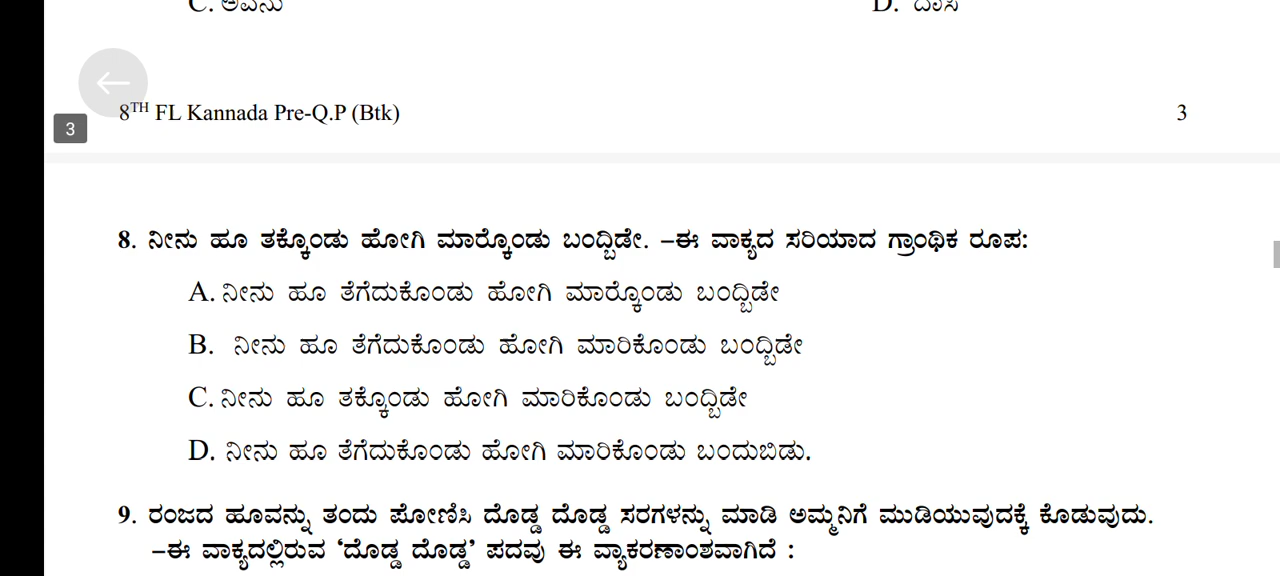 C. ಅವನು D. ದಾಸ
8TH FL Kannada Pre-Q.P (Btk) 3
3
8. ನೀನು ಹೂ ತಕ್ಕೊಂಡು ಹೋಗಿ ಮಾರ್ಕೊಂಡು ಬಂದ್ಬಿಡೇ. –ಈ ವಾಕ್ಯದ ಸರಿಯಾದ ಗ್ರಾಂಥಿಕ ರೂಪ:
A. ನೀನು ಹೂ ತೆಗೆದುಕೊಂಡು ಹೋಗಿ ಮಾರ್ಕೊಂಡು ಬಂದ್ಬಿಡೇ
B. ನೀನು ಹೂ ತೆಗೆದುಕೊಂಡು ಹೋಗಿ ಮಾರಿಕೊಂಡು ಬಂದ್ಬಿಡೇ
C. ನೀನು ಹೂ ತಕ್ಕೊಂಡು ಹೋಗಿ ಮಾರಿಕೊಂಡು ಬಂದ್ಬಿಡೇ
D. ನೀನು ಹೂ ತೆಗೆದುಕೊಂಡು ಹೋಗಿ ಮಾರಿಕೊಂಡು ಬಂದುಬಿಡು.
9. ರಂಜದ ಹೂವನ್ನು ತಂದು ಪೋಣಿಸಿ ದೊಡ್ಡ ದೊಡ್ಡ ಸರಗಳನ್ನು ಮಾಡಿ ಅಮ್ಮನಿಗೆ ಮುಡಿಯುವುದಕ್ಕೆ ಕೊಡುವುದು.
–ಈ ವಾಕ್ಯದಲ್ಲಿರುವ ‘ದೊಡ್ಡ ದೊಡ್ಡ’ ಪದವು ಈ ವ್ಯಾಕರಣಾಂಶವಾಗಿದೆ :